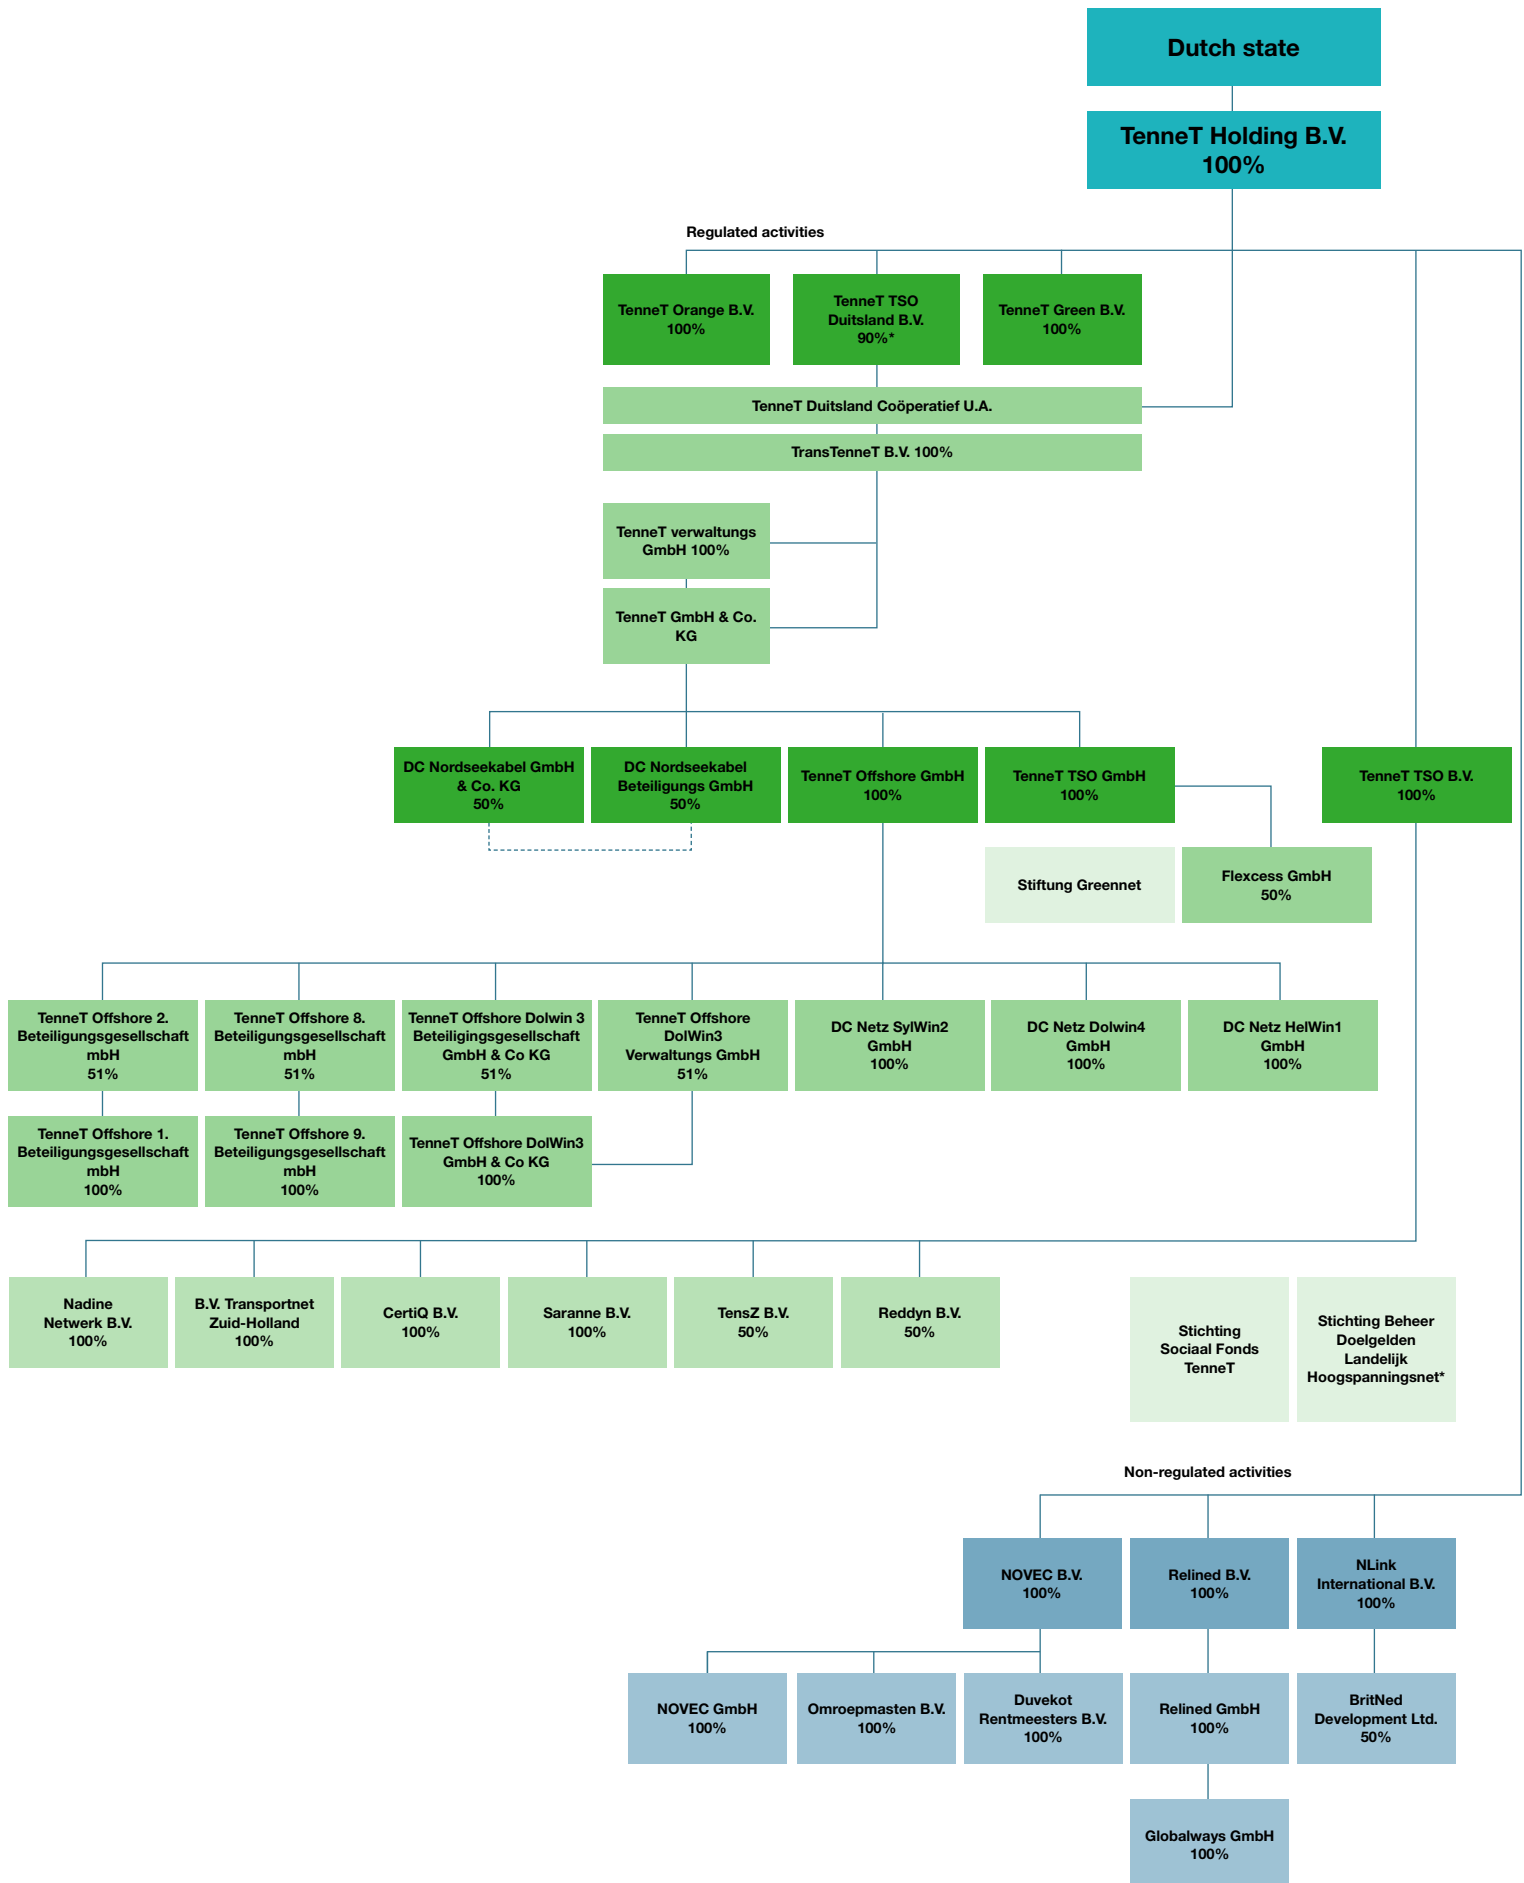 Dutch state
TenneT Holding B.V.
100%
Regulated activities
TenneT Orange B.V.
100%
TenneT TSO
Duitsland B.V.
90%*
TenneT Green B.V.
100%
TenneT Duitsland Coöperatief U.A.
TransTenneT B.V. 100%
TenneT verwaltungs
GmbH 100%
TenneT GmbH & Co.
KG
DC Nordseekabel GmbH
& Co. KG
50%
DC Nordseekabel
Beteiligungs GmbH
50%
TenneT Offshore GmbH
100%
TenneT TSO GmbH
100%
TenneT TSO B.V.
100%
Stiftung Greennet
Flexcess GmbH
50%
TenneT Offshore 2.
Beteiligungsgesellschaft
mbH
51%
TenneT Offshore 8.
Beteiligungsgesellschaft
mbH
51%
TenneT Offshore Dolwin 3
Beteiligingsgesellschaft
GmbH & Co KG
51%
TenneT Offshore
DolWin3
Verwaltungs GmbH
51%
DC Netz SylWin2
GmbH
100%
DC Netz Dolwin4
GmbH
100%
DC Netz HelWin1
GmbH
100%
TenneT Offshore 1.
Beteiligungsgesellschaft
mbH
100%
TenneT Offshore 9.
Beteiligungsgesellschaft
mbH
100%
TenneT Offshore DolWin3
GmbH & Co KG
100%
Nadine
Netwerk B.V.
100%
B.V. Transportnet
Zuid-Holland
100%
CertiQ B.V.
100%
Saranne B.V.
100%
TensZ B.V.
50%
Reddyn B.V.
50%
Stichting
Sociaal Fonds
TenneT
Stichting Beheer
Doelgelden
Landelijk
Hoogspanningsnet*
Non-regulated activities
NOVEC B.V.
100%
Relined B.V.
100%
NLink
International B.V.
100%
NOVEC GmbH
100%
Omroepmasten B.V.
100%
Duvekot
Rentmeesters B.V.
100%
Relined GmbH
100%
BritNed
Development Ltd.
50%
Globalways GmbH
100%